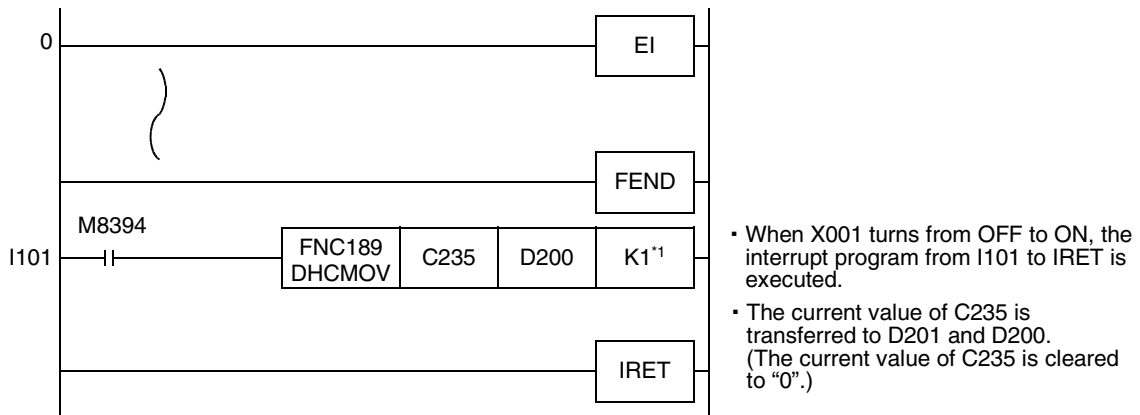 0
EI
FEND
M8394
I101
FNC189
DHCMOV
C235
D200
K1*1
IRET
▪ When X001 turns from OFF to ON, the
interrupt program from I101 to IRET is
executed.
▪ The current value of C235 is
transferred to D201 and D200.
(The current value of C235 is cleared
to “0”.)